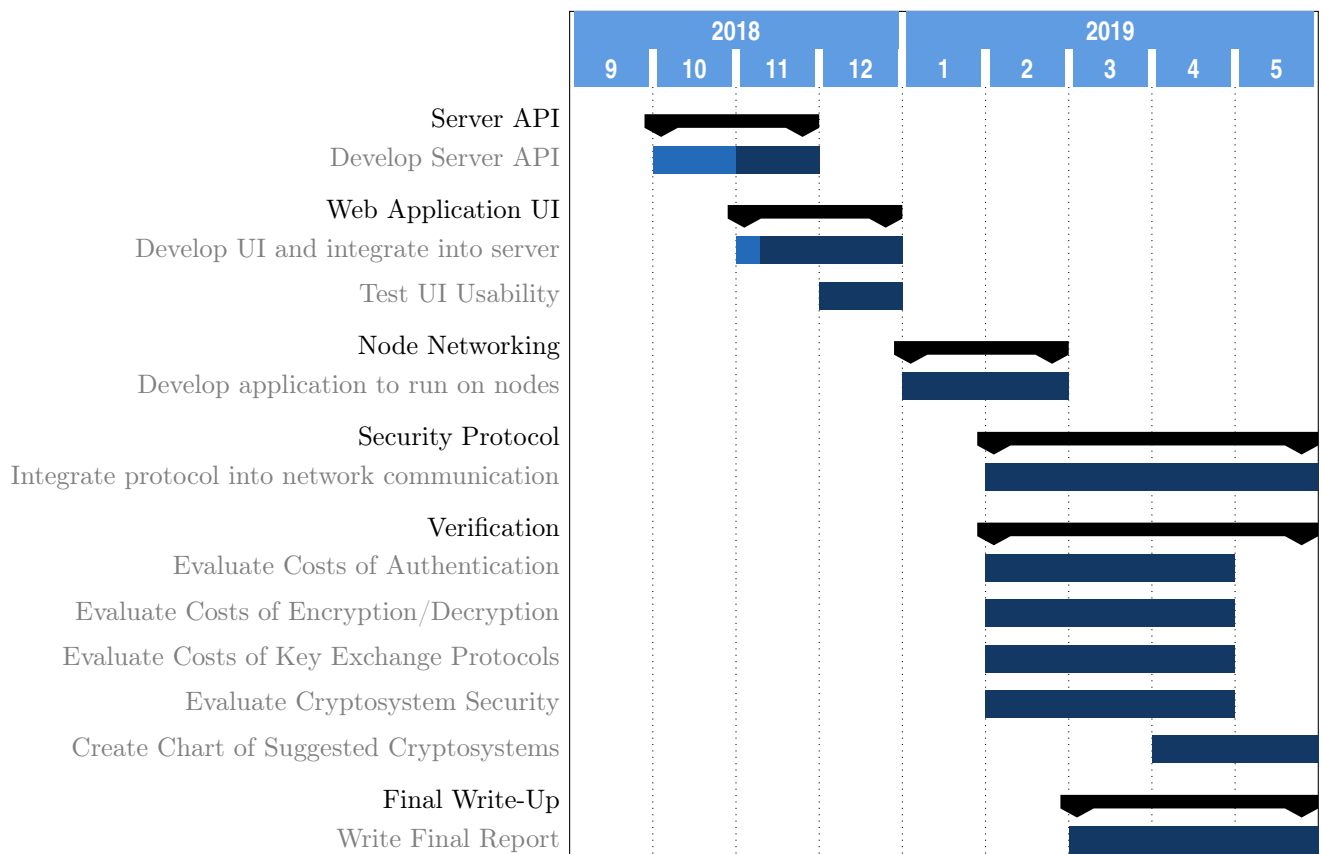 2018 2019
9 10 11 12 1 2 3 4 5
Server API
Develop Server API
Web Application UI
Develop UI and integrate into server
Test UI Usability
Node Networking
Develop application to run on nodes
Security Protocol
Integrate protocol into network communication
Verification
Evaluate Costs of Authentication
Evaluate Costs of Encryption/Decryption
Evaluate Costs of Key Exchange Protocols
Evaluate Cryptosystem Security
Create Chart of Suggested Cryptosystems
Final Write-Up
Write Final Report